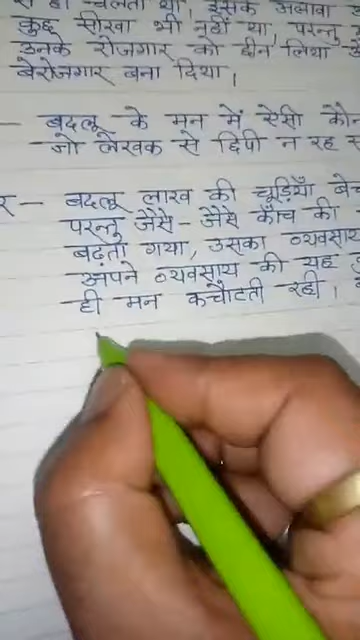 ही चलता था, इसके अलावा
कुछ सीखा भी नहीं था, परन्तु
उनके रोजगार को छीन लिया
बेरोजगार बना दिया।
— बदलू के मन में ऐसी कौन
जो लेखक से छिपी न रह स
र — बदलू लाख की चूड़ियाँ बेच
परन्तु जैसे-जैसे काँच की
बढ़ता गया, उसका व्यवसाय
अपने व्यवसाय की यह
ही मन कचोटती रही।